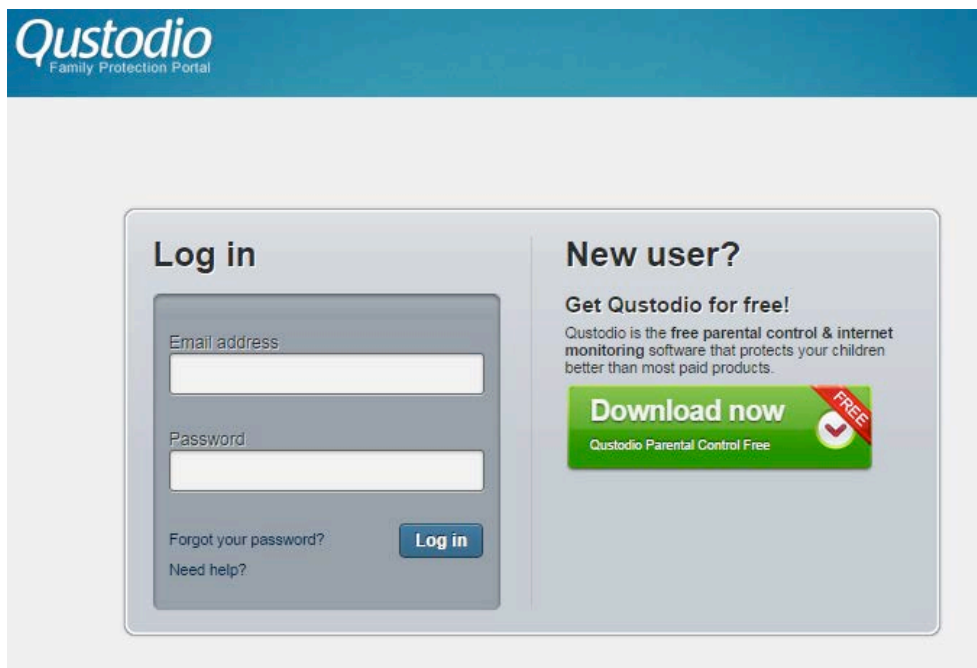 Qustodio
Family Protection Portal
Log in
Email address
Password
Forgot your password?
Log in
Need help?
New user?
Get Qustodio for free!
Qustodio is the free parental control & internet
monitoring software that protects your children
better than most paid products.
Download now
FREE
Qustodio Parental Control Free